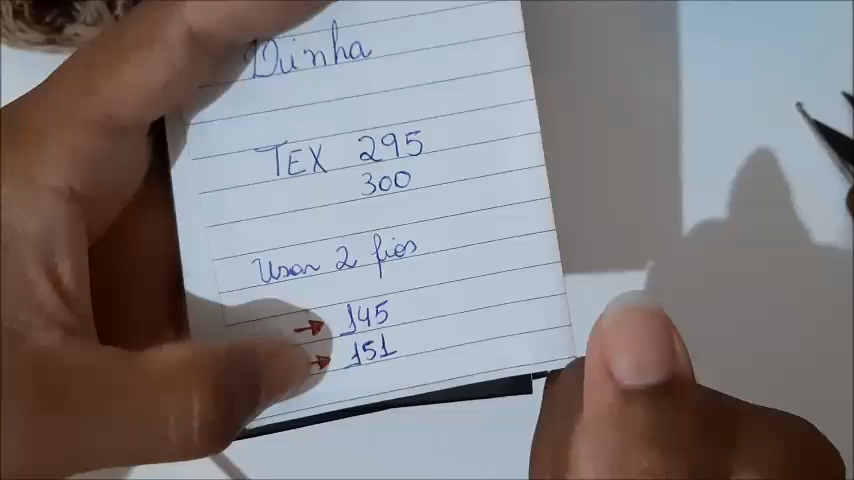 Duinha
TEX 295
300
Usar 2 fios
→ 145
→ 151